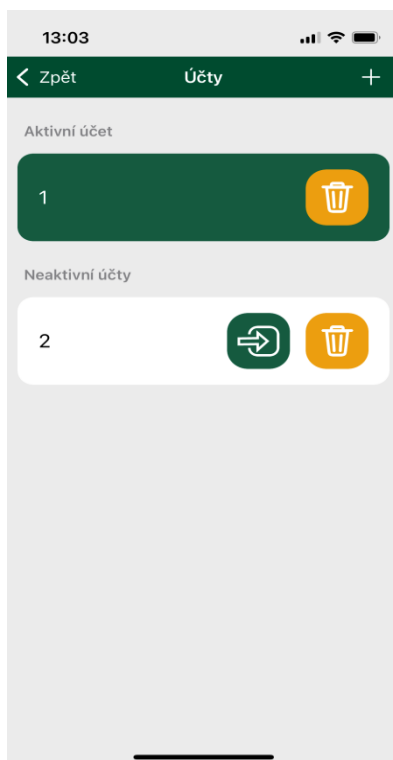 13:03
Zpět Účty +
Aktivní účet
1
Neaktivní účty
2